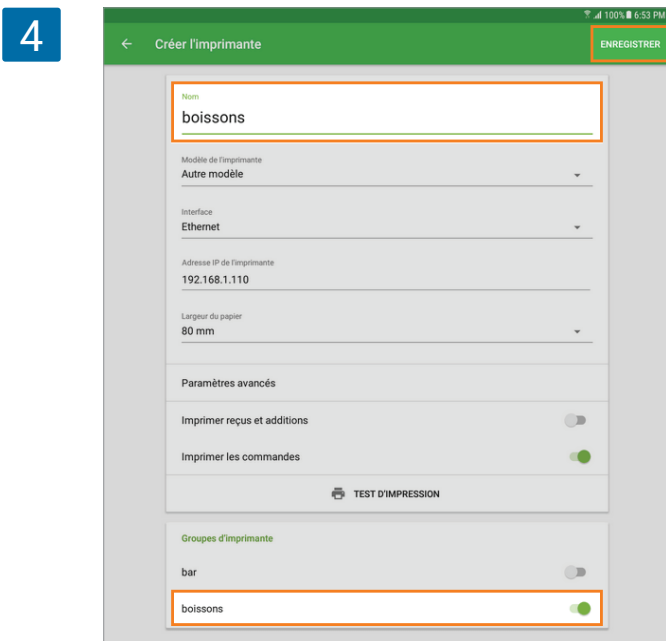 4
100% 6:53 PM
Créer l'imprimante
ENREGISTRER
Nom
boissons
Modèle de l'imprimante
Autre modèle
Interface
Ethernet
Adresse IP de l'imprimante
192.168.1.110
Largeur du papier
80 mm
Paramètres avancés
Imprimer reçus et additions
Imprimer les commandes
TEST D'IMPRESSION
Groupes d'imprimante
bar
boissons